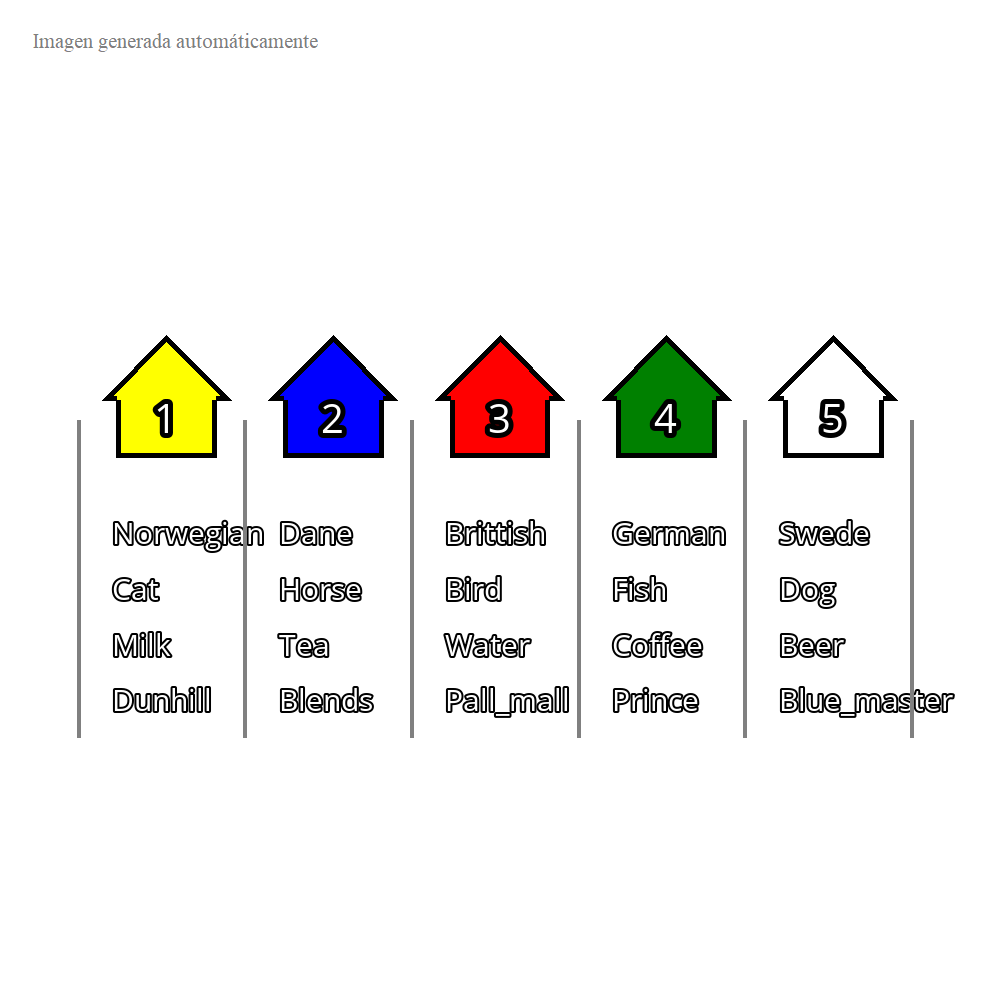 Imagen generada automáticamente
1 2 3 4 5
Norwegian Dane Brittish German Swede
Cat Horse Bird Fish Dog
Milk Tea Water Coffee Beer
Dunhill Blends Pall_mall Prince Blue_master